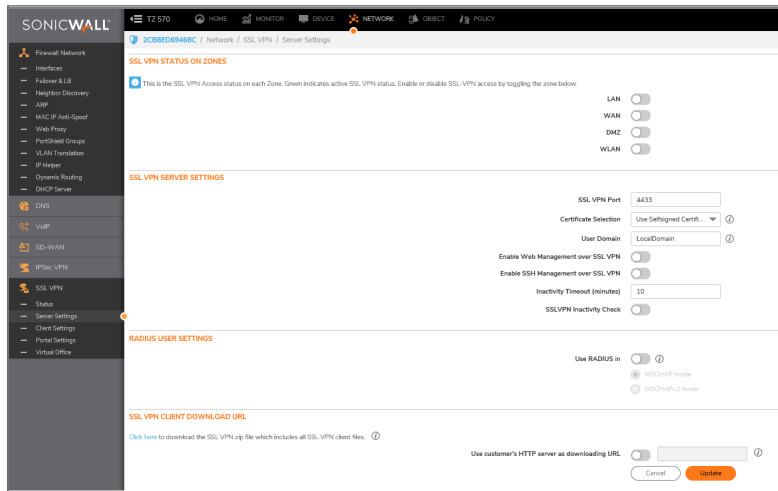 SONICWALL
TZ 570 HOME MONITOR DEVICE NETWORK OBJECT POLICY
2CB8ED69468C / Network / SSL VPN / Server Settings
Firewall Network
Interfaces
Failover & LB
Neighbor Discovery
ARP
MAC IP Anti-Spoof
Web Proxy
PortShield Groups
VLAN Translation
IP Helper
Dynamic Routing
DHCP Server
DNS
VoIP
SD-WAN
IPSec VPN
SSL VPN
Status
Server Settings
Client Settings
Portal Settings
Virtual Office
SSL VPN STATUS ON ZONES
This is the SSL VPN Access status on each Zone. Green indicates active SSL VPN status. Enable or disable SSL-VPN access by toggling the zone below.
LAN
WAN
DMZ
WLAN
SSL VPN SERVER SETTINGS
SSL VPN Port 4433
Certificate Selection Use Selfsigned Certifi...
User Domain LocalDomain
Enable Web Management over SSL VPN
Enable SSH Management over SSL VPN
Inactivity Timeout (minutes) 10
SSLVPN Inactivity Check
RADIUS USER SETTINGS
Use RADIUS in
MSCHAP mode
MSCHAPv2 mode
SSL VPN CLIENT DOWNLOAD URL
Click here to download the SSL VPN zip file which includes all SSL VPN client files.
Use customer's HTTP server as downloading URL
Cancel Update